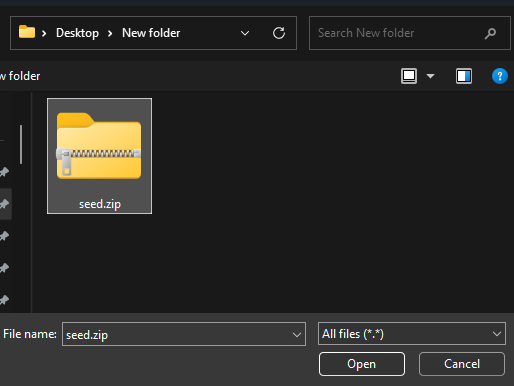 Desktop > New folder
Search New folder
w folder
seed.zip
File name: seed.zip
All files (*.*)
Open Cancel